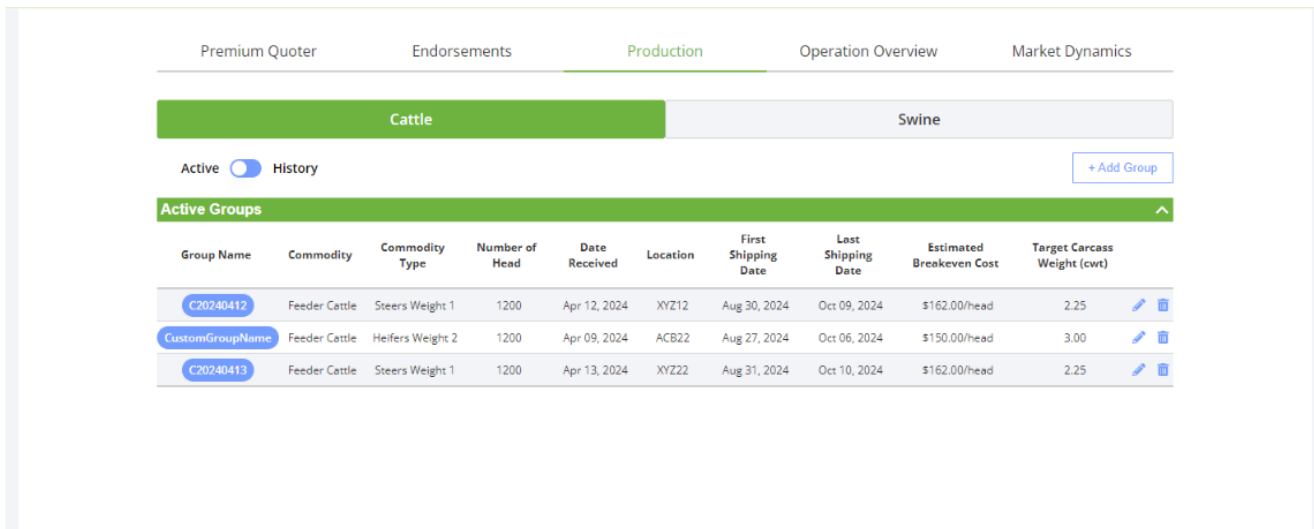 Premium Quoter Endorsements Production Operation Overview Market Dynamics
Cattle Swine
Active History + Add Group
Active Groups
Group Name Commodity Commodity Type Number of Head Date Received Location First Shipping Date Last Shipping Date Estimated Breakeven Cost Target Carcass Weight (cwt)
C20240412 Feeder Cattle Steers Weight 1 1200 Apr 12, 2024 XYZ12 Aug 30, 2024 Oct 09, 2024 $162.00/head 2.25
CustomGroupName Feeder Cattle Heifers Weight 2 1200 Apr 09, 2024 ACB22 Aug 27, 2024 Oct 06, 2024 $150.00/head 3.00
C20240413 Feeder Cattle Steers Weight 1 1200 Apr 13, 2024 XYZ22 Aug 31, 2024 Oct 10, 2024 $162.00/head 2.25